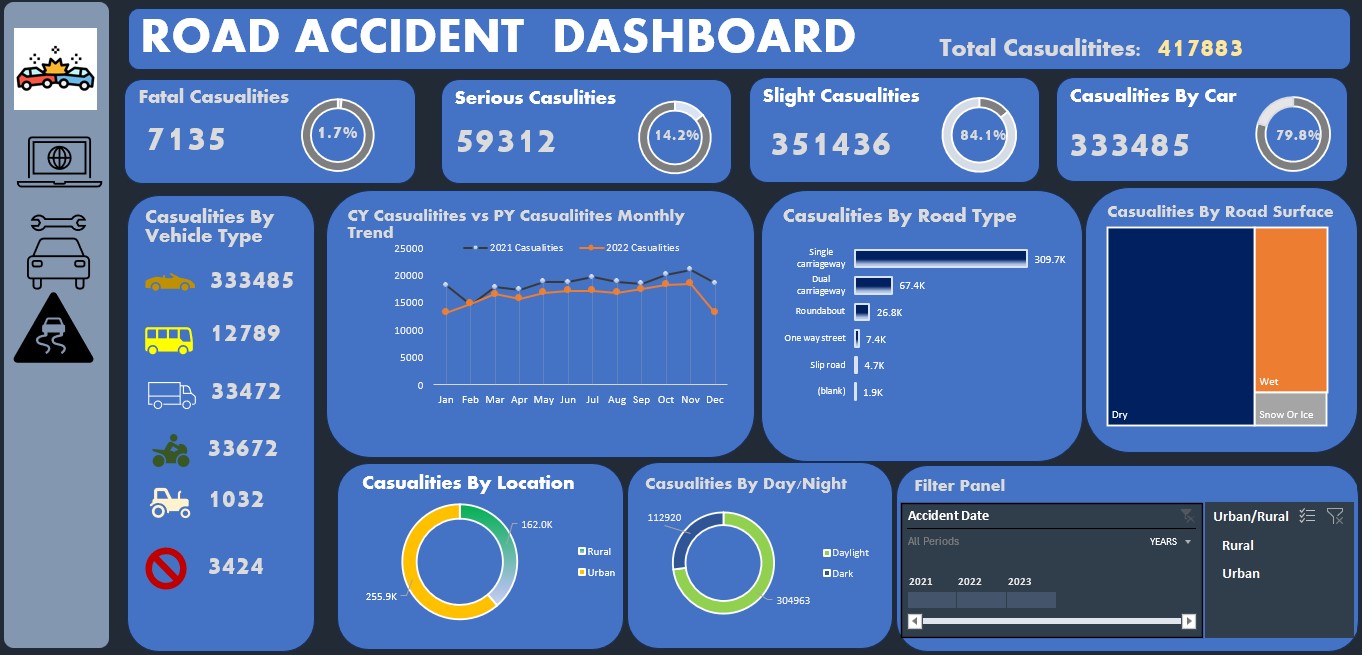 ROAD ACCIDENT DASHBOARD
Total Casualitites: 417883
Fatal Casualities
7135
1.7%
Serious Casulities
59312
14.2%
Slight Casualities
351436
84.1%
Casualities By Car
333485
79.8%
Casualities By
Vehicle Type
333485
12789
33472
33672
1032
3424
CY Casualitites vs PY Casualitites Monthly
Trend
2021 Casualities
2022 Casualities
25000
20000
15000
10000
5000
0
Jan Feb Mar Apr May Jun Jul Aug Sep Oct Nov Dec
Casualities By Road Type
Single
carriageway
309.7K
Dual
carriageway
67.4K
Roundabout
26.8K
One way street
7.4K
Slip road
4.7K
(blank)
1.9K
Casualities By Road Surface
Dry
Wet
Snow Or Ice
Casualities By Location
162.0K
255.9K
Rural
Urban
Casualities By Day/Night
112920
304963
Daylight
Dark
Filter Panel
Accident Date
All Periods
YEARS
2021 2022 2023
Urban/Rural
Rural
Urban